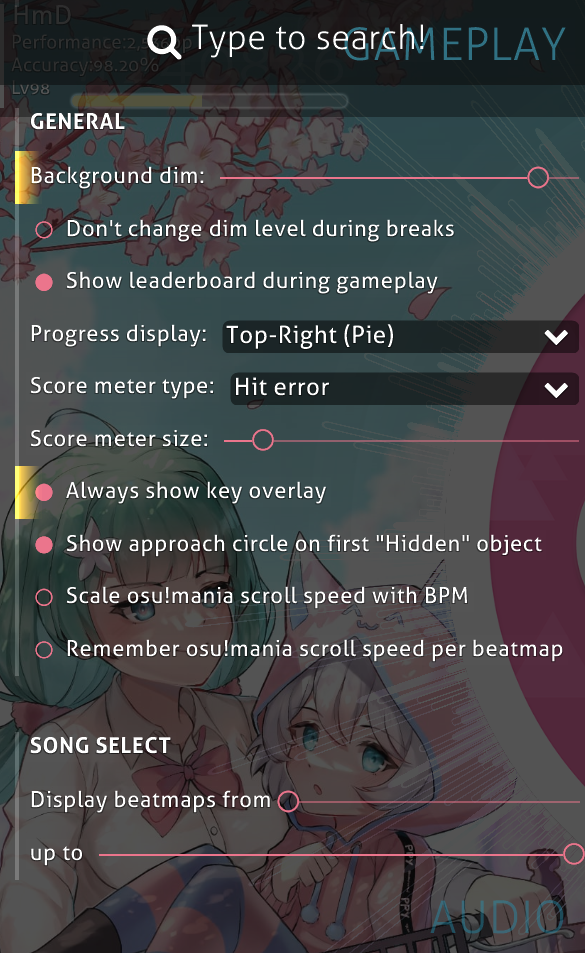 HmD
Type to search!
GAMEPLAY
Accuracy:98.20%
Lv98
GENERAL
Background dim:
Don't change dim level during breaks
Show leaderboard during gameplay
Progress display: Top-Right (Pie)
Score meter type: Hit error
Score meter size:
Always show key overlay
Show approach circle on first "Hidden" object
Scale osu!mania scroll speed with BPM
Remember osu!mania scroll speed per beatmap
SONG SELECT
Display beatmaps from
up to
PPY — PPY
AUDIO